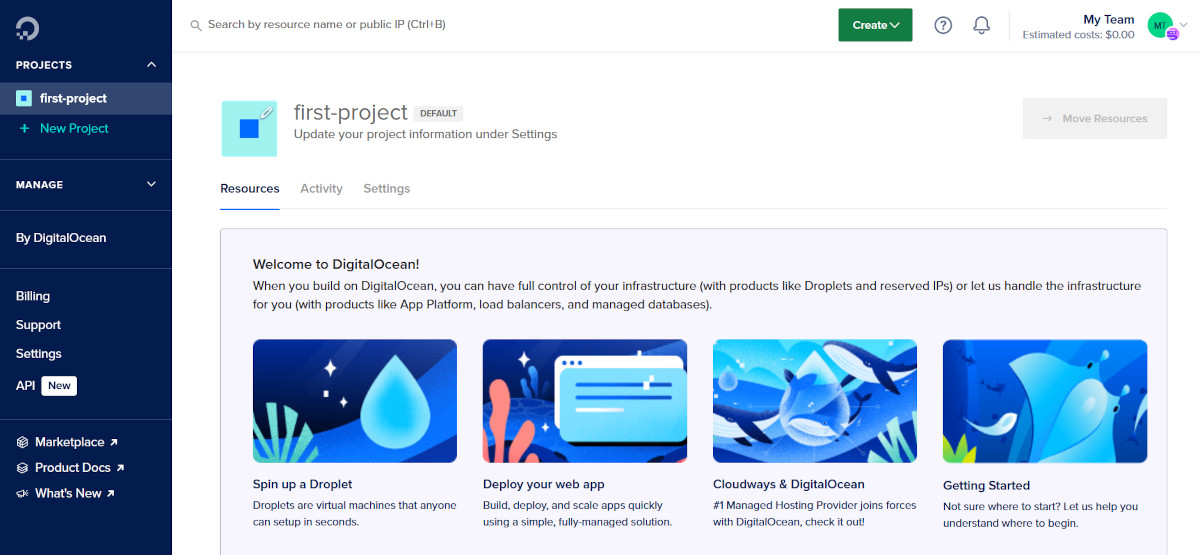 Search by resource name or public IP (Ctrl+B)
Create
?
My Team
Estimated costs: $0.00
MT
PROJECTS
first-project
+ New Project
MANAGE
By DigitalOcean
Billing
Support
Settings
API New
Marketplace
Product Docs
What's New
first-project DEFAULT
Update your project information under Settings
→ Move Resources
Resources Activity Settings
Welcome to DigitalOcean!
When you build on DigitalOcean, you can have full control of your infrastructure (with products like Droplets and reserved IPs) or let us handle the infrastructure
for you (with products like App Platform, load balancers, and managed databases).
Spin up a Droplet
Droplets are virtual machines that anyone
can setup in seconds.
Deploy your web app
Build, deploy, and scale apps quickly
using a simple, fully-managed solution.
Cloudways & DigitalOcean
#1 Managed Hosting Provider joins forces
with DigitalOcean, check it out!
Getting Started
Not sure where to start? Let us help you
understand where to begin.